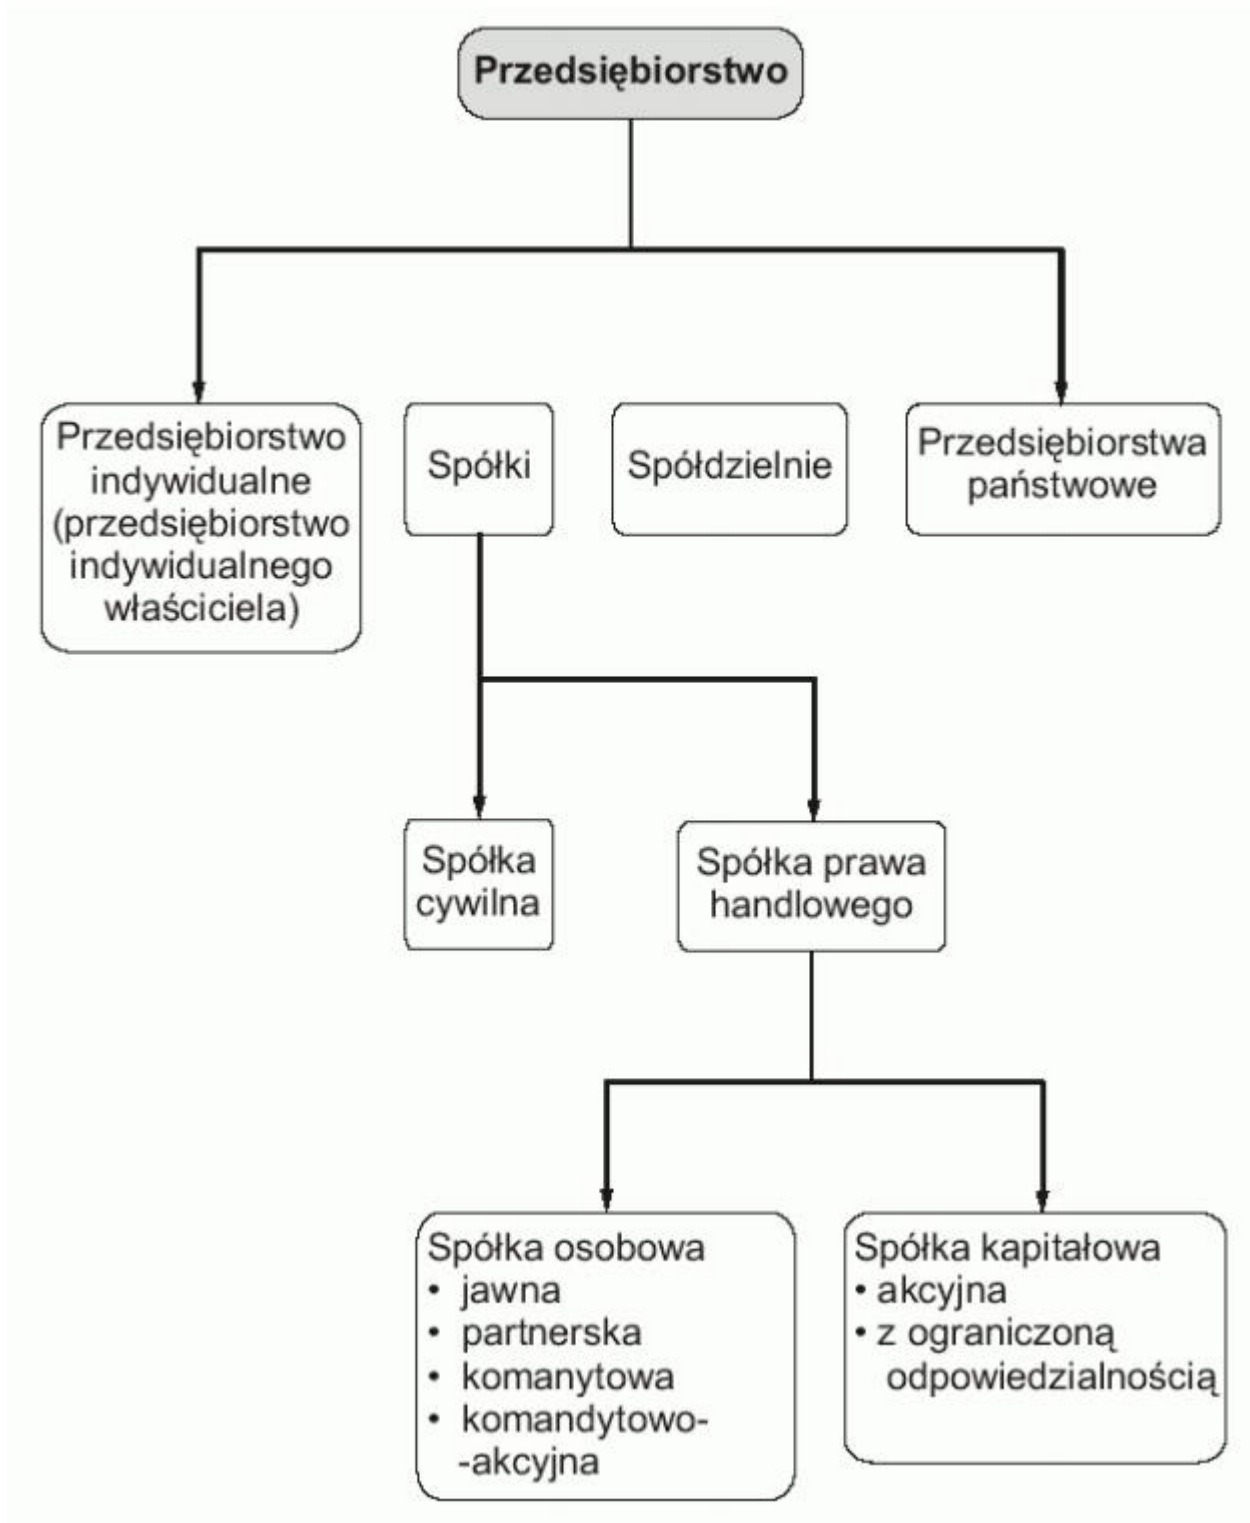 Przedsiębiorstwo
Przedsiębiorstwo
indywidualne
(przedsiębiorstwo
indywidualnego
właściciela)
Spółki
Spółdzielnie
Przedsiębiorstwa
państwowe
Spółka
cywilna
Spółka prawa
handlowego
Spółka osobowa
• jawna
• partnerska
• komanytowa
• komandytowo-
-akcyjna
Spółka kapitałowa
• akcyjna
• z ograniczoną
odpowiedzialnością